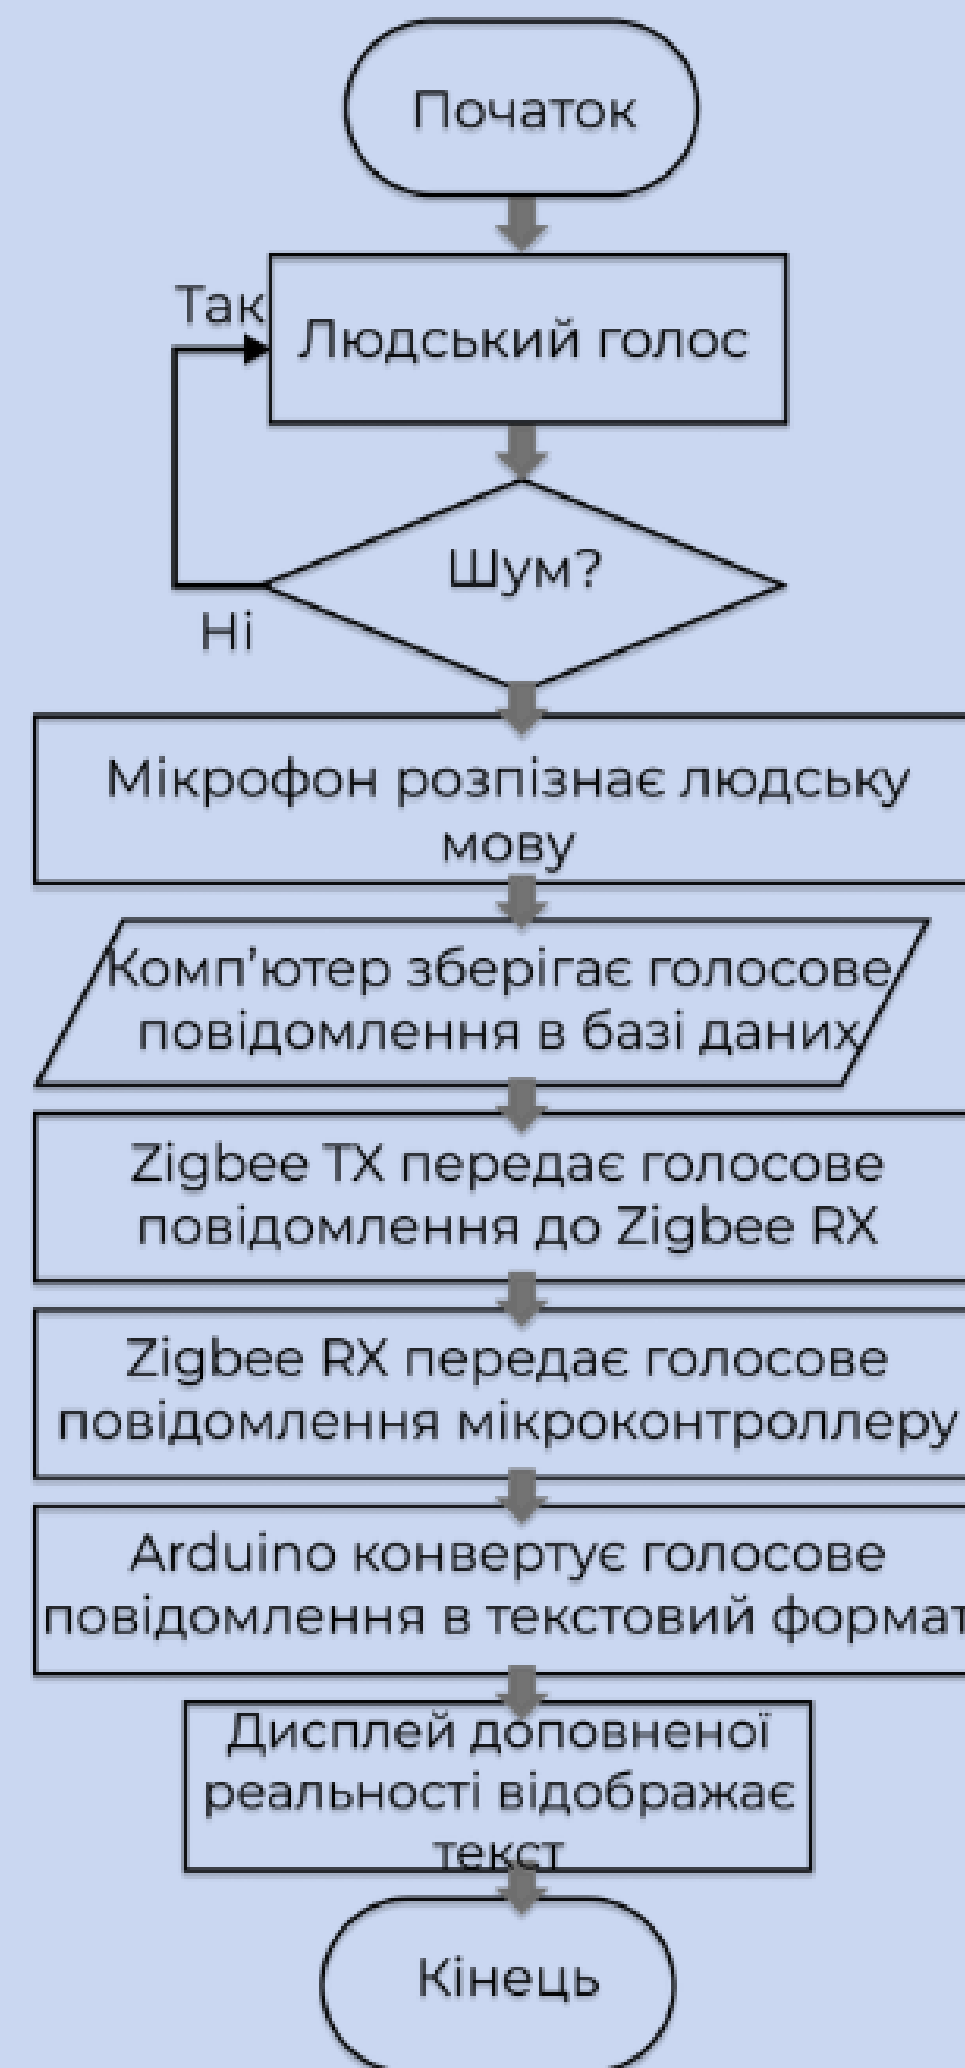 Початок
Так
Людський голос
Шум?
Ні
Мікрофон розпізнає людську
мову
Комп'ютер зберігає голосове
повідомлення в базі даних
Zigbee TX передає голосове
повідомлення до Zigbee RX
Zigbee RX передає голосове
повідомлення мікроконтроллеру
Arduino конвертує голосове
повідомлення в текстовий формат
Дисплей доповненої
реальності відображає
текст
Кінець